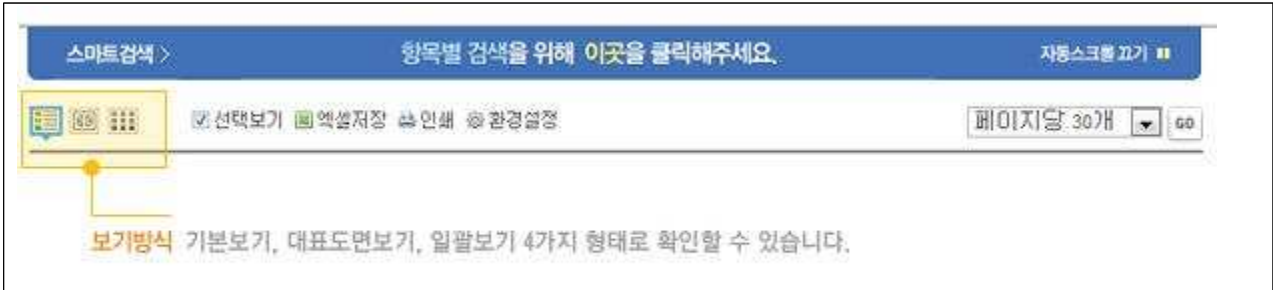 스마트검색 > 항목별 검색을 위해 이곳을 클릭해주세요. 자동스크롤 끄기
선택보기 엑셀저장 인쇄 환경설정 페이지당 30개 GO
보기방식 기본보기, 대표도면보기, 일괄보기 4가지 형태로 확인할 수 있습니다.